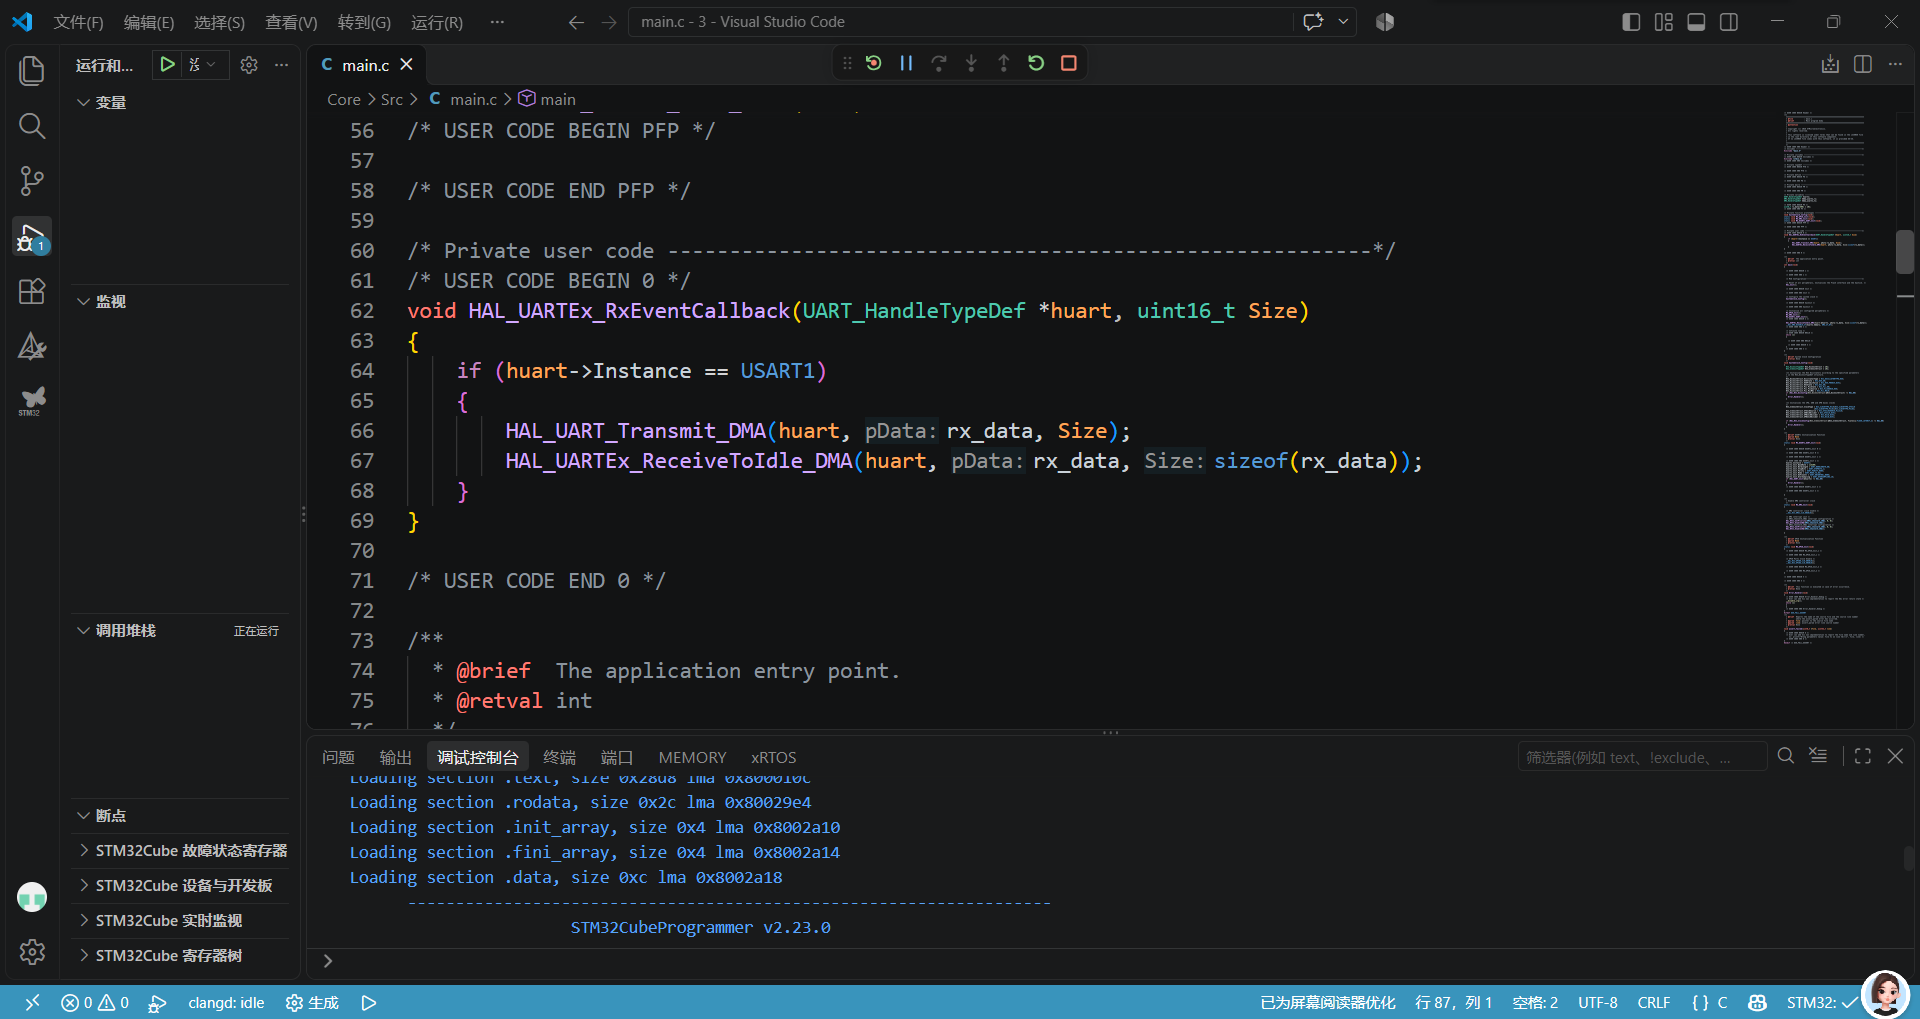 文件(F) 编辑(E) 选择(S) 查看(V) 转到(G) 运行(R) ··· main.c - 3 - Visual Studio Code
运行和... ···
C main.c
Core > Src > C main.c > main
变量
56 /* USER CODE BEGIN PFP */
57
58 /* USER CODE END PFP */
59
60 /* Private user code ---------------------------------------------------------*/
61 /* USER CODE BEGIN 0 */
62 void HAL_UARTEx_RxEventCallback(UART_HandleTypeDef *huart, uint16_t Size)
63 {
64 if (huart->Instance == USART1)
65 {
66 HAL_UART_Transmit_DMA(huart, pData: rx_data, Size);
67 HAL_UARTEx_ReceiveToIdle_DMA(huart, pData: rx_data, Size: sizeof(rx_data));
68 }
69 }
70
71 /* USER CODE END 0 */
72
73 /**
74 * @brief The application entry point.
75 * @retval int
76 */
监视
调用堆栈 正在运行
断点
STM32Cube 故障状态寄存器
STM32Cube 设备与开发板
STM32Cube 实时监视
STM32Cube 寄存器树
1
STM32
问题 输出 调试控制台 终端 端口 MEMORY xRTOS 筛选器(例如 text、!exclude、...
Loading section .text, size 0x28d8 lma 0x800010c
Loading section .rodata, size 0x2c lma 0x80029e4
Loading section .init_array, size 0x4 lma 0x8002a10
Loading section .fini_array, size 0x4 lma 0x8002a14
Loading section .data, size 0xc lma 0x8002a18
-------------------------------------------------------------------
STM32CubeProgrammer v2.23.0
>
0 0 clangd: idle 生成 已为屏幕阅读器优化 行 87，列 1 空格: 2 UTF-8 CRLF {} C STM32: